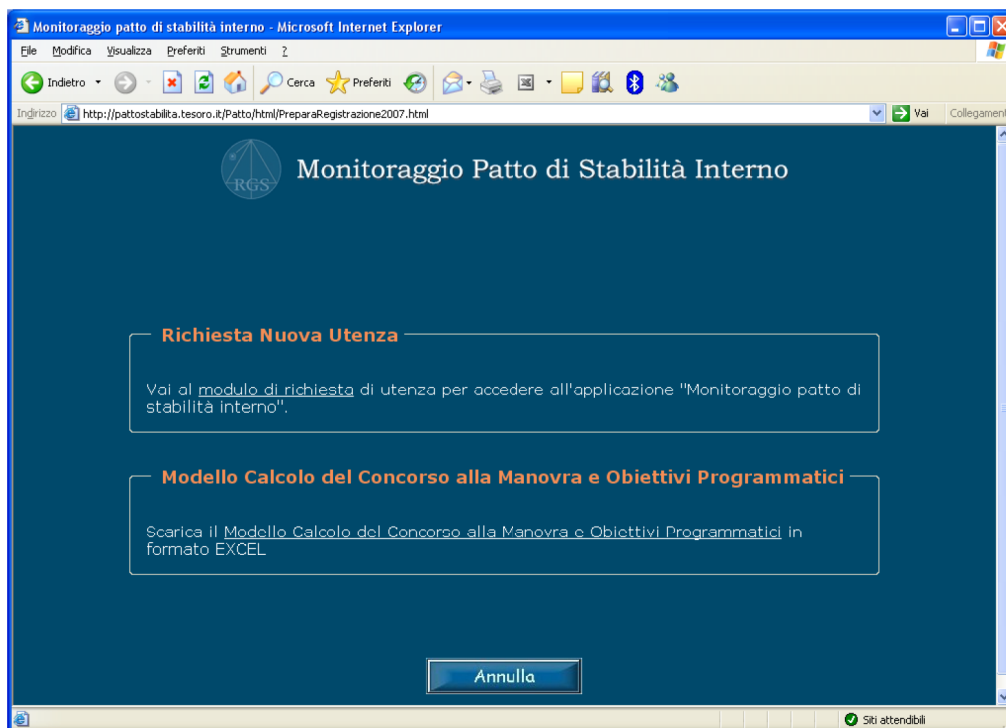 Monitoraggio patto di stabilità interno - Microsoft Internet Explorer
File Modifica Visualizza Preferiti Strumenti ?
Indietro Cerca Preferiti
Indirizzo http://pattostabilita.tesoro.it/Patto/html/PreparaRegistrazione2007.html Vai Collegament
RGS Monitoraggio Patto di Stabilità Interno
Richiesta Nuova Utenza
Vai al modulo di richiesta di utenza per accedere all'applicazione "Monitoraggio patto di
stabilità interno".
Modello Calcolo del Concorso alla Manovra e Obiettivi Programmatici
Scarica il Modello Calcolo del Concorso alla Manovra e Obiettivi Programmatici in
formato EXCEL
Annulla
Siti attendibili